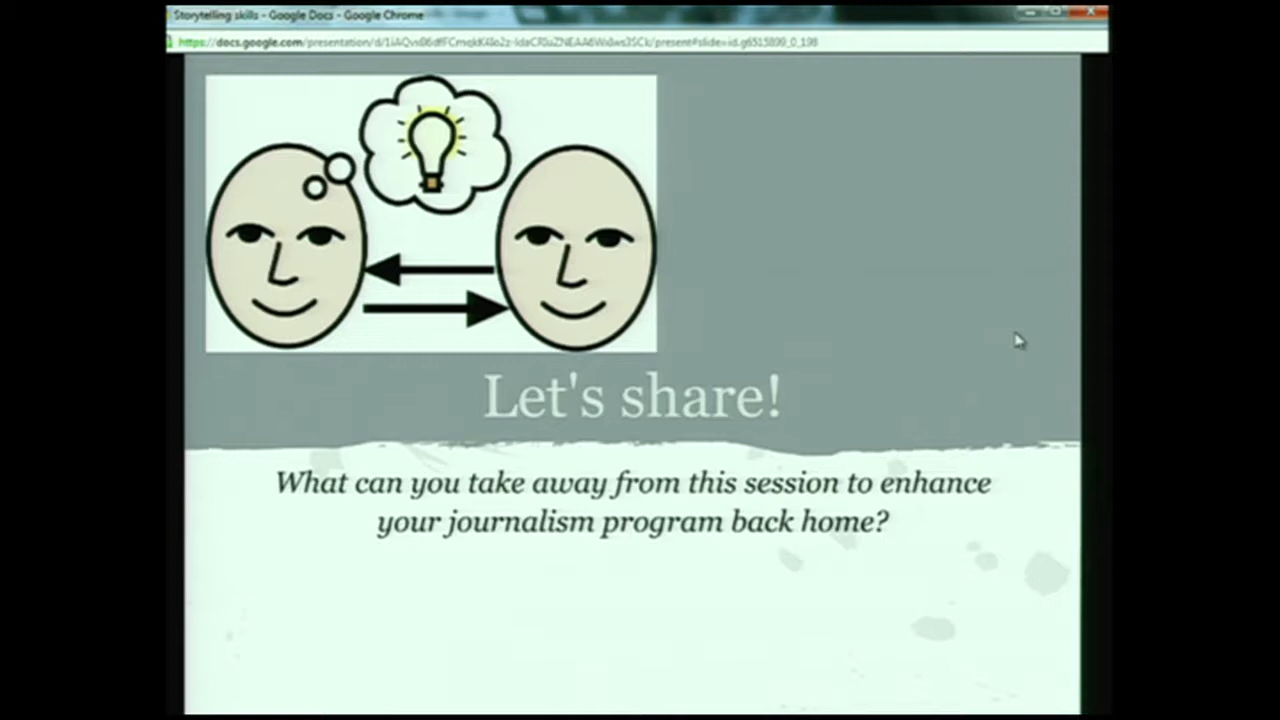 Storytelling skills - Google Docs - Google Chrome
Let's share!
What can you take away from this session to enhance
your journalism program back home?